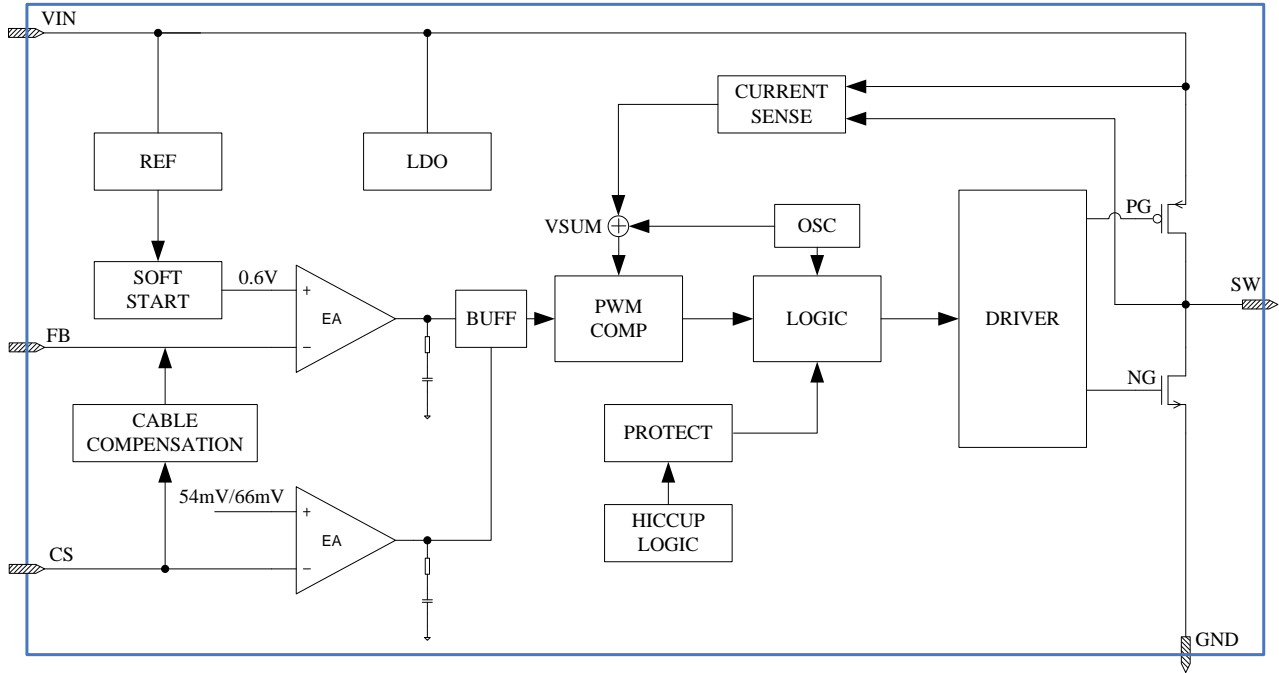 VIN
CURRENT
SENSE
REF
LDO
PG
VSUM
+
OSC
SOFT
START
0.6V
+
EA
−
BUFF
PWM
COMP
LOGIC
DRIVER
SW
FB
NG
CABLE
COMPENSATION
PROTECT
54mV/66mV
+
EA
−
HICCUP
LOGIC
CS
GND